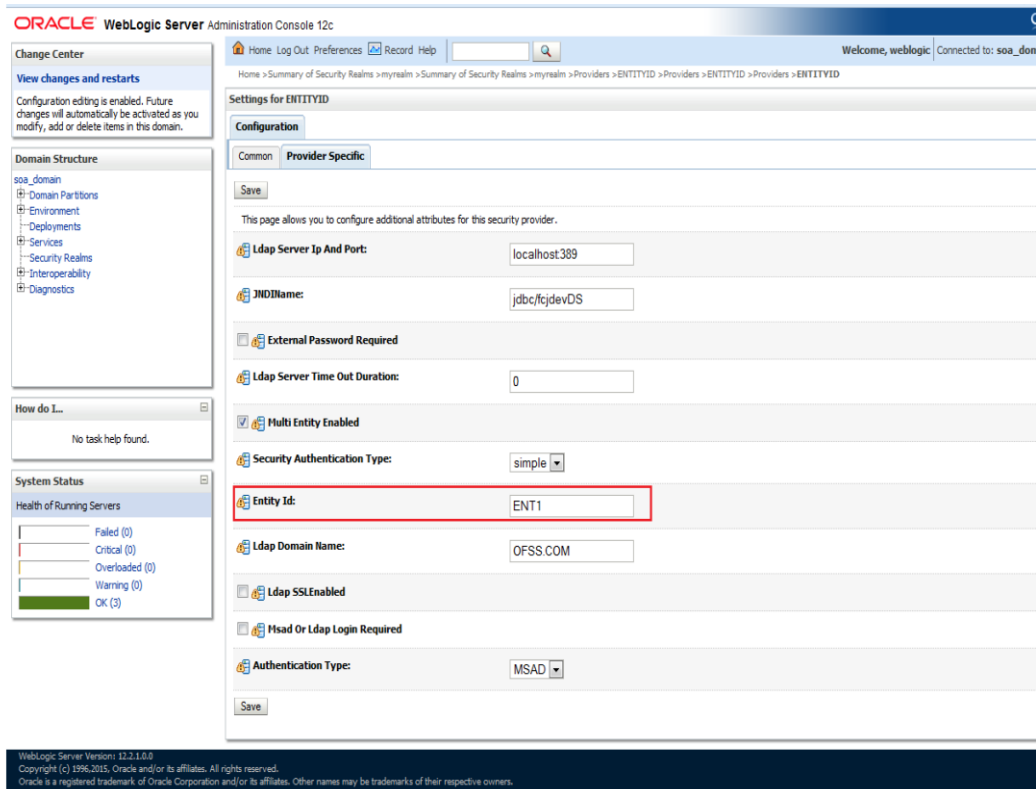 ORACLE WebLogic Server Administration Console 12c
Change Center
View changes and restarts
Configuration editing is enabled. Future
changes will automatically be activated as you
modify, add or delete items in this domain.
Domain Structure
soa_domain
Domain Partitions
Environment
Deployments
Services
Security Realms
Interoperability
Diagnostics
How do I...
No task help found.
System Status
Health of Running Servers
Failed (0)
Critical (0)
Overloaded (0)
Warning (0)
OK (3)
Home Log Out Preferences Record Help
Welcome, weblogic Connected to: soa_don
Home >Summary of Security Realms >myrealm >Summary of Security Realms >myrealm >Providers >ENTITYID >Providers >ENTITYID >Providers >ENTITYID
Settings for ENTITYID
Configuration
Common Provider Specific
Save
This page allows you to configure additional attributes for this security provider.
Ldap Server Ip And Port: localhost:389
JNDIName: jdbc/fcjdevDS
External Password Required
Ldap Server Time Out Duration: 0
Multi Entity Enabled
Security Authentication Type: simple
Entity Id: ENT1
Ldap Domain Name: OFSS.COM
Ldap SSLEnabled
Msad Or Ldap Login Required
Authentication Type: MSAD
Save
WebLogic Server Version: 12.2.1.0.0
Copyright (c) 1996,2015, Oracle and/or its affiliates. All rights reserved.
Oracle is a registered trademark of Oracle Corporation and/or its affiliates. Other names may be trademarks of their respective owners.